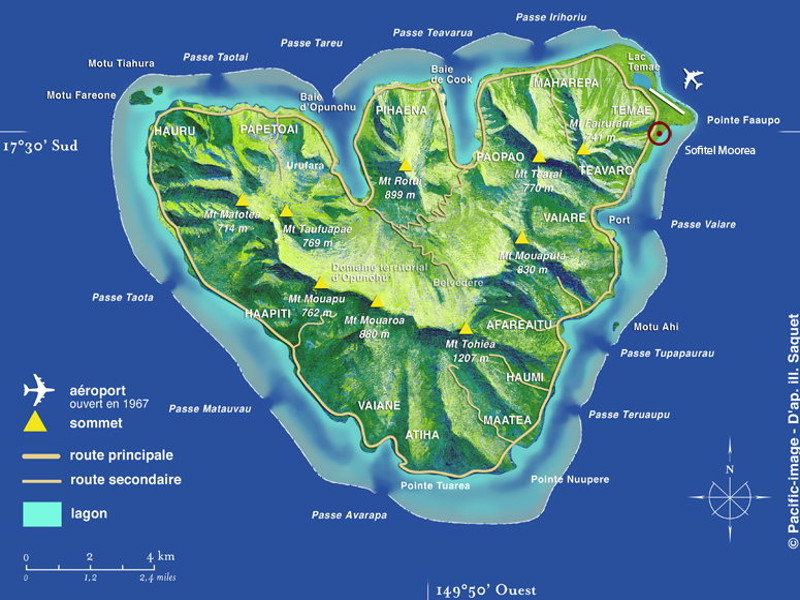 Passe Irihoriu
Passe Teavarua
Passe Tareu
Passe Taotai
Motu Tiahura
Lac
Temae
Baie
de Cook
MAHAREPA
Motu Fareone
Baie
d'Opunohu
PIHAENA
TEMAE
Pointe Faaupo
HAURU
PAPETOAI
Mt Fairurani
741 m
17°30' Sud
Sofitel Moorea
PAOPAO
Urufara
Mt Tearai
770 m
TEAVARO
Mt Rotui
899 m
Mt Matotea
714 m
Mt Taufuapae
769 m
VAIARE
Port
Passe Vaiare
Mt Mouaputa
830 m
Domaine territorial
d'Opunohu
Belvédère
Passe Taota
Mt Mouapu
762 m
HAAPITI
Mt Mouaroa
880 m
APAREAITU
Motu Ahi
Mt Tohiea
1207 m
Passe Tupapaurau
HAUMI
aéroport
ouvert en 1967
sommet
Passe Matauvau
VAIANE
Passe Teruaupu
MAATEA
ATIHA
route principale
route secondaire
Pointe Tuarea
Pointe Nuupere
N
lagon
Passe Avarapa
0 2 4 km
0 1,2 2,4 miles
149°50' Ouest
© Pacific-image - D'ap. ill. Saquet